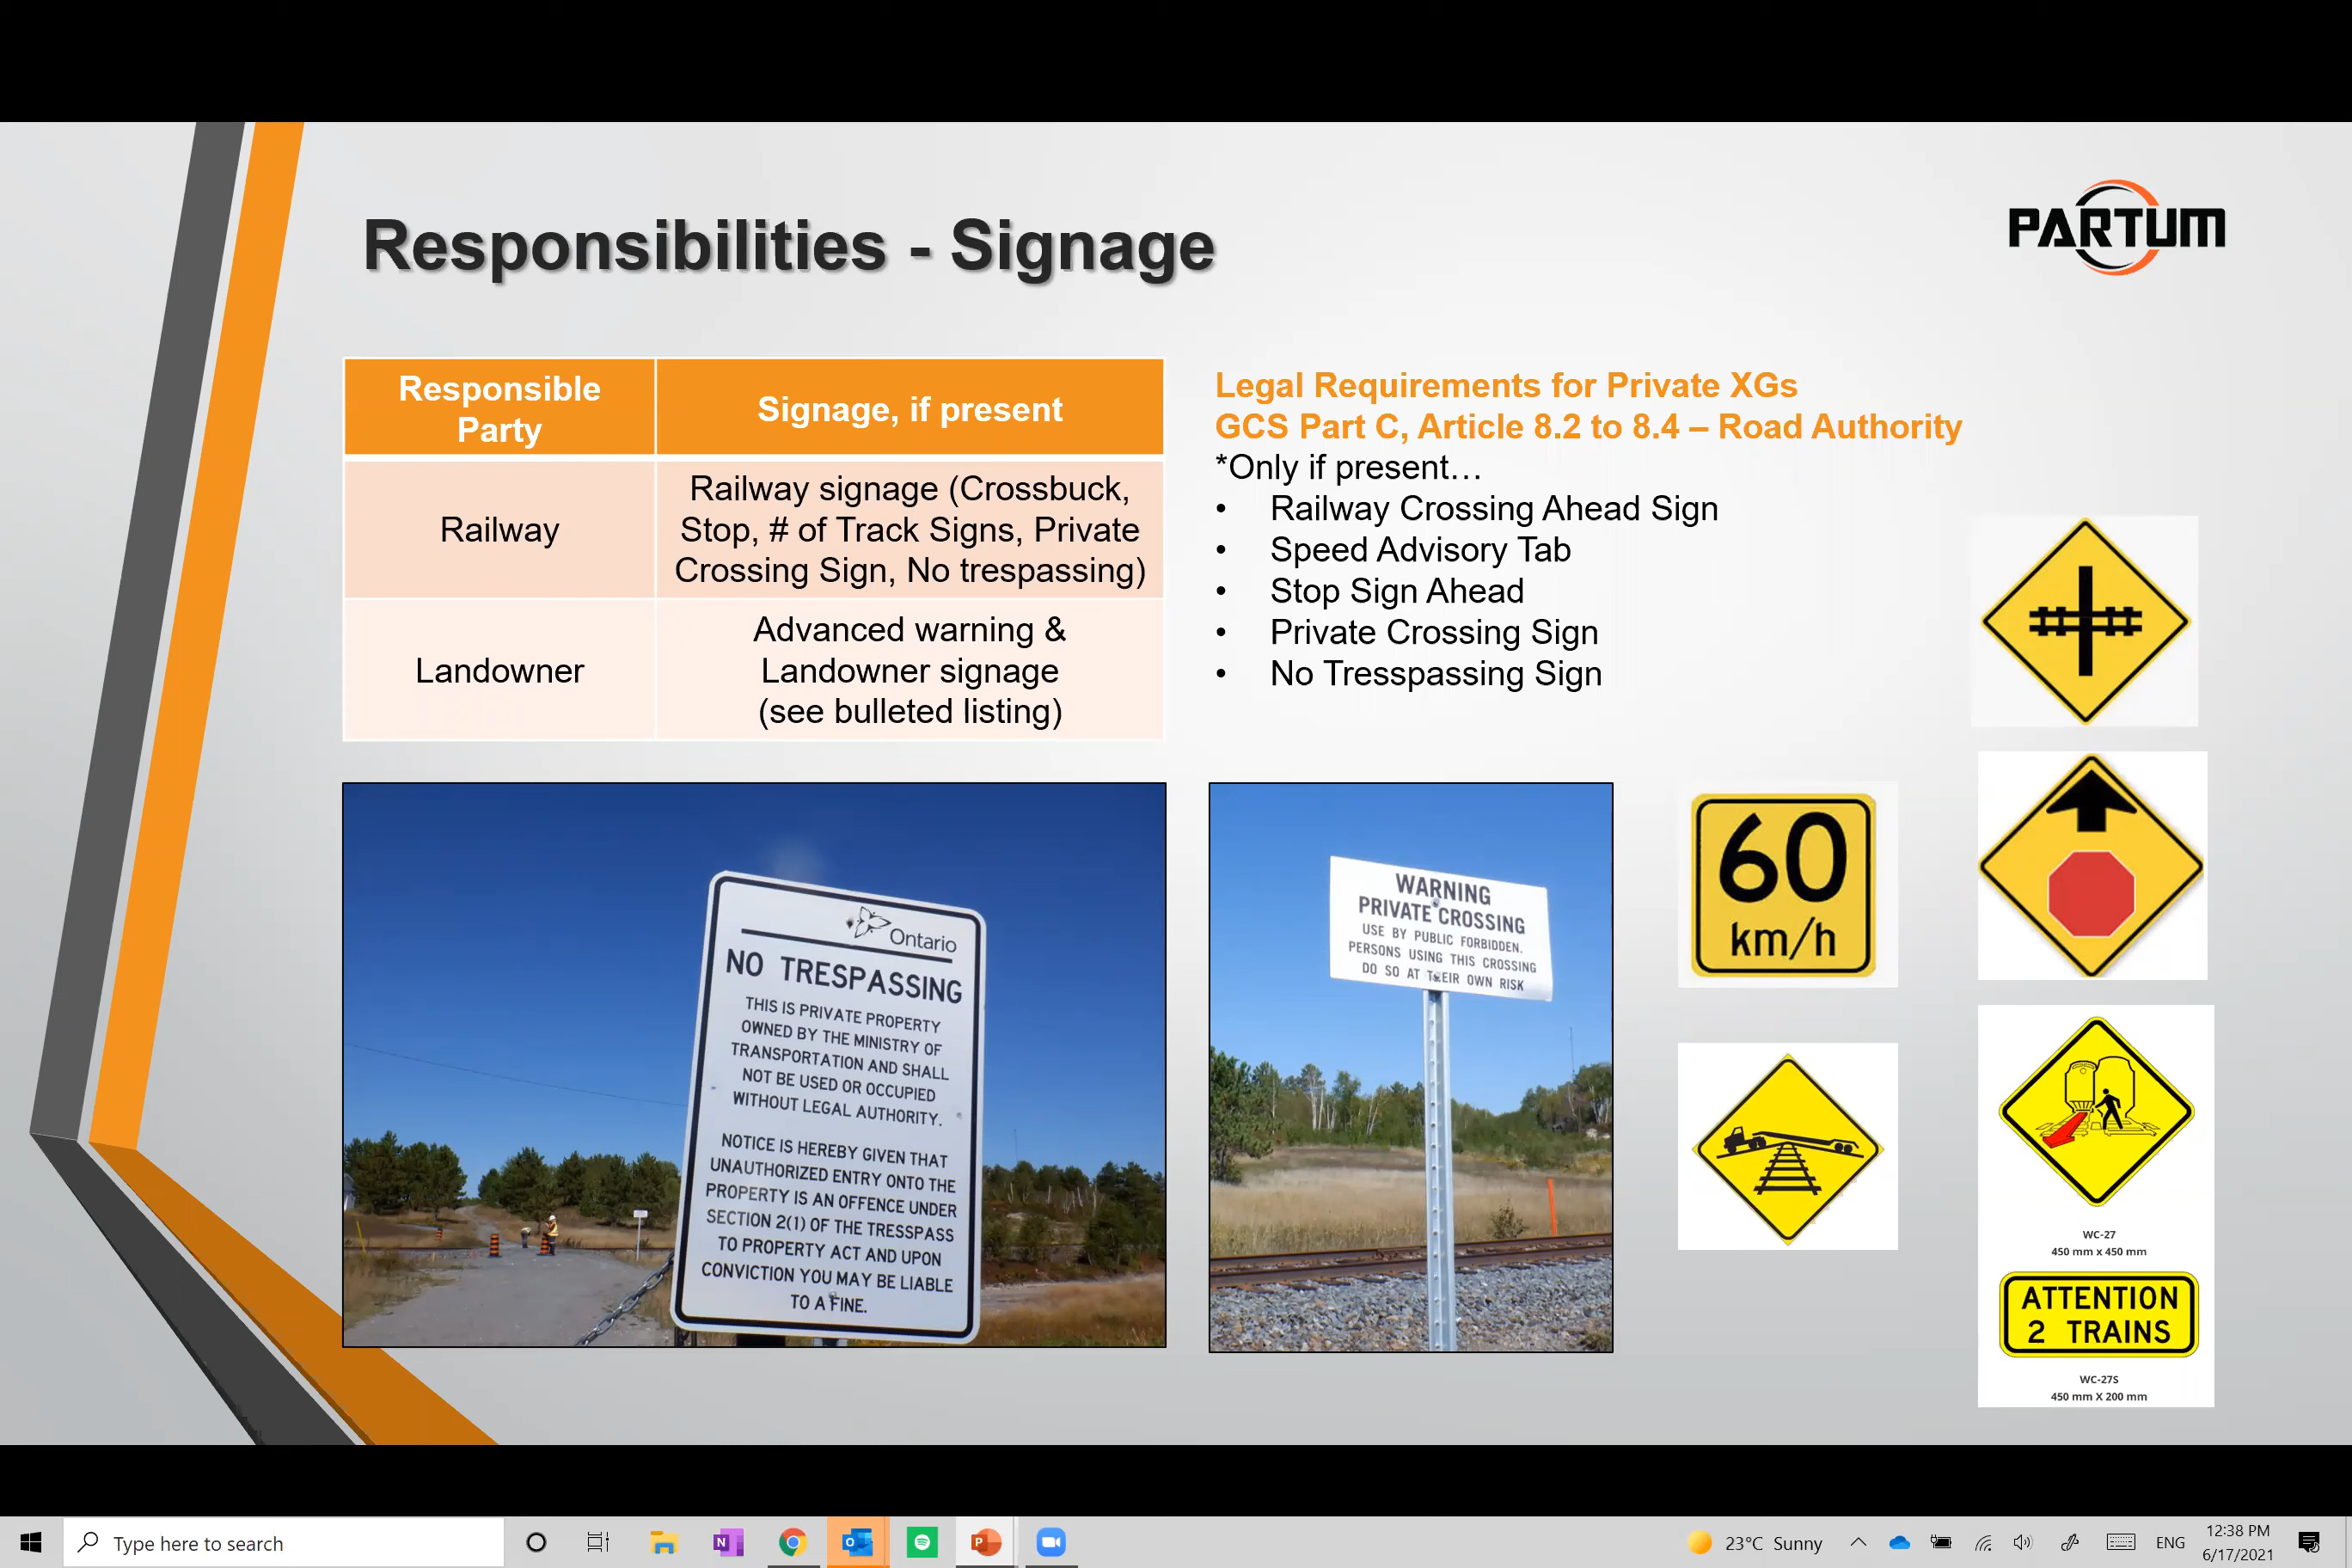 Responsibilities - Signage
PARTUM
Responsible
Party
Signage, if present
Railway
Railway signage (Crossbuck,
Stop, # of Track Signs, Private
Crossing Sign, No trespassing)
Landowner
Advanced warning &
Landowner signage
(see bulleted listing)
Legal Requirements for Private XGs
GCS Part C, Article 8.2 to 8.4 – Road Authority
*Only if present…
• Railway Crossing Ahead Sign
• Speed Advisory Tab
• Stop Sign Ahead
• Private Crossing Sign
• No Tresspassing Sign
Ontario
NO TRESPASSING
THIS IS PRIVATE PROPERTY
OWNED BY THE MINISTRY OF
TRANSPORTATION AND SHALL
NOT BE USED OR OCCUPIED
WITHOUT LEGAL AUTHORITY.
NOTICE IS HEREBY GIVEN THAT
UNAUTHORIZED ENTRY ONTO THE
PROPERTY IS AN OFFENCE UNDER
SECTION 2(1) OF THE TRESSPASS
TO PROPERTY ACT AND UPON
CONVICTION YOU MAY BE LIABLE
TO A FINE.
WARNING
PRIVATE CROSSING
USE BY PUBLIC FORBIDDEN.
PERSONS USING THIS CROSSING
DO SO AT THEIR OWN RISK
60
km/h
WC-27
450 mm x 450 mm
ATTENTION
2 TRAINS
WC-27S
450 mm X 200 mm
Type here to search
23°C Sunny
ENG
12:38 PM
6/17/2021